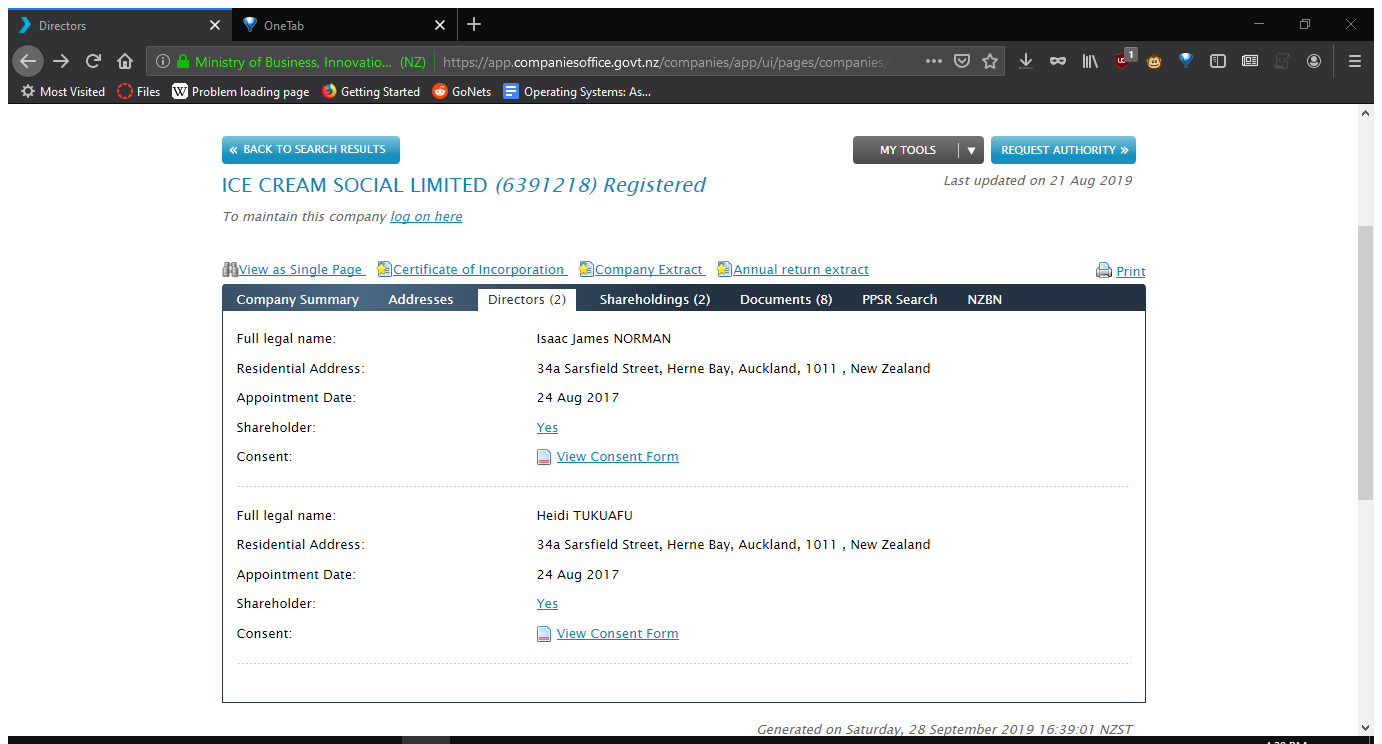 Directors
OneTab
Ministry of Business, Innovatio... (NZ) https://app.companiesoffice.govt.nz/companies/app/ui/pages/companies/
1
Most Visited Files Problem loading page Getting Started GoNets Operating Systems: As...
« BACK TO SEARCH RESULTS
MY TOOLS
REQUEST AUTHORITY »
ICE CREAM SOCIAL LIMITED (6391218) Registered
Last updated on 21 Aug 2019
To maintain this company log on here
View as Single Page Certificate of Incorporation Company Extract Annual return extract Print
Company Summary Addresses Directors (2) Shareholdings (2) Documents (8) PPSR Search NZBN
Full legal name: Isaac James NORMAN
Residential Address: 34a Sarsfield Street, Herne Bay, Auckland, 1011 , New Zealand
Appointment Date: 24 Aug 2017
Shareholder: Yes
Consent: View Consent Form
Full legal name: Heidi TUKUAFU
Residential Address: 34a Sarsfield Street, Herne Bay, Auckland, 1011 , New Zealand
Appointment Date: 24 Aug 2017
Shareholder: Yes
Consent: View Consent Form
Generated on Saturday, 28 September 2019 16:39:01 NZST